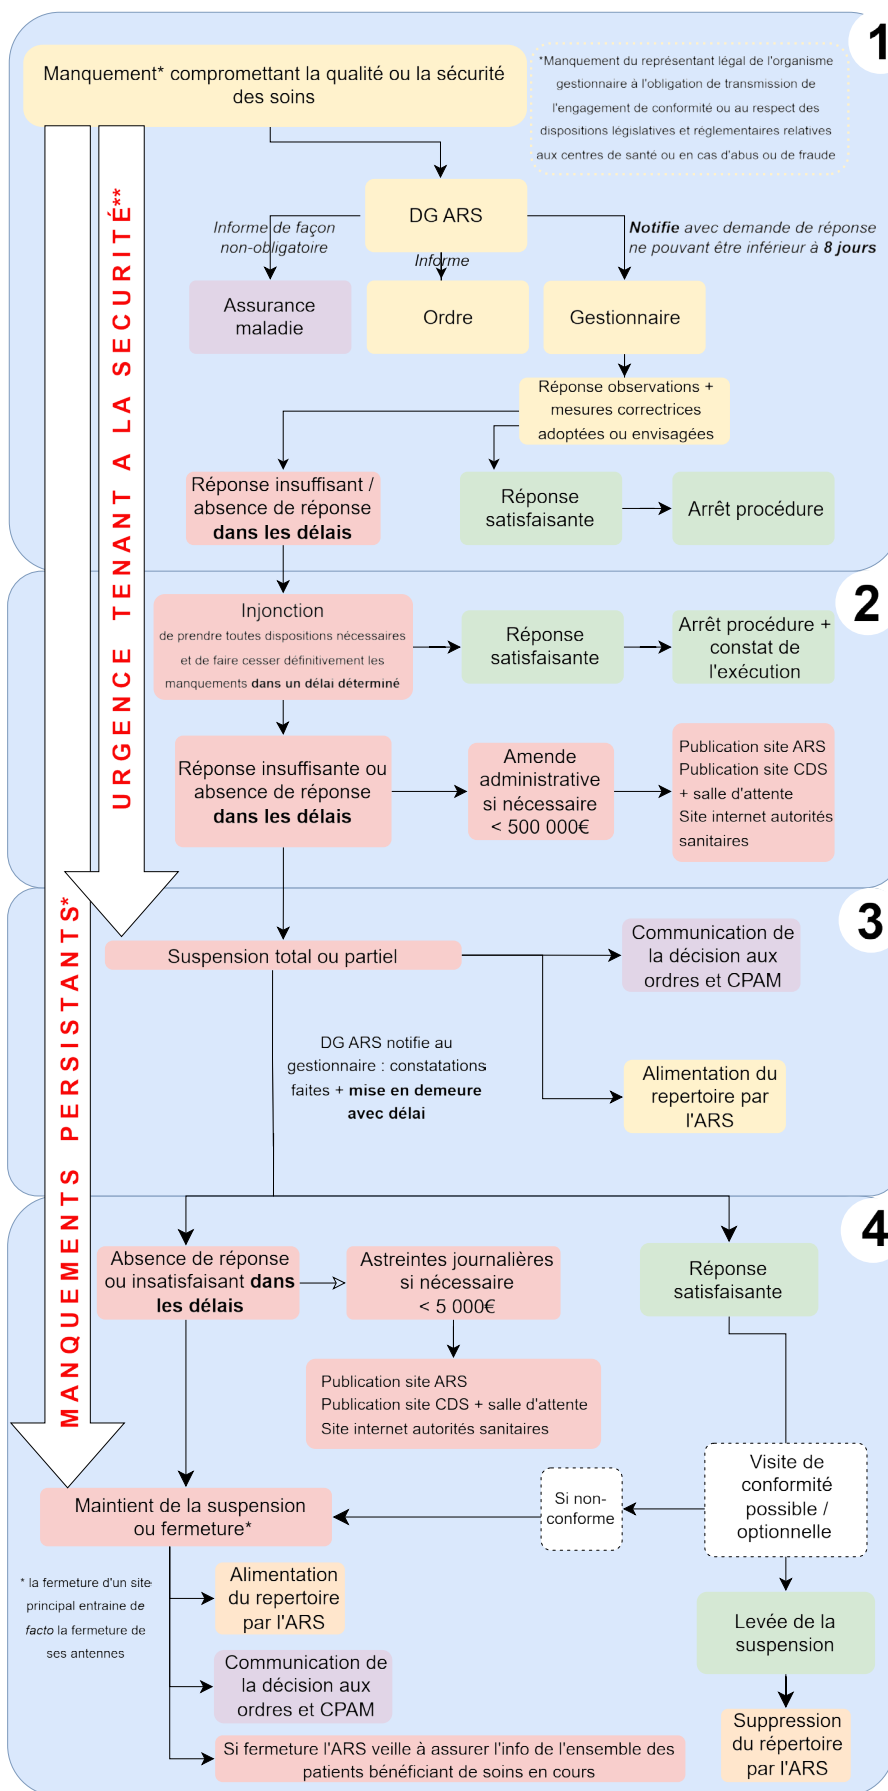 1
Manquement* compromettant la qualité ou la sécurité
des soins
*Manquement du représentant légal de l'organisme
gestionnaire à l'obligation de transmission de
l'engagement de conformité ou au respect des
dispositions législatives et réglementaires relatives
aux centres de santé ou en cas d'abus ou de fraude
URGENCE TENANT A LA SECURITÉ**
MANQUEMENTS PERSISTANTS*
DG ARS
Informe de façon
non-obligatoire
Informe
Notifie avec demande de réponse
ne pouvant être inférieur à 8 jours
Assurance
maladie
Ordre
Gestionnaire
Réponse observations +
mesures correctrices
adoptées ou envisagées
Réponse insuffisant /
absence de réponse
dans les délais
Réponse
satisfaisante
Arrêt procédure
2
Injonction
de prendre toutes dispositions nécessaires
et de faire cesser définitivement les
manquements dans un délai déterminé
Réponse
satisfaisante
Arrêt procédure +
constat de
l'exécution
Réponse insuffisante ou
absence de réponse
dans les délais
Amende
administrative
si nécessaire
< 500 000€
Publication site ARS
Publication site CDS
+ salle d'attente
Site internet autorités
sanitaires
3
Suspension total ou partiel
Communication de
la décision aux
ordres et CPAM
DG ARS notifie au
gestionnaire : constatations
faites + mise en demeure
avec délai
Alimentation du
repertoire par
l'ARS
4
Absence de réponse
ou insatisfaisant dans
les délais
Astreintes journalières
si nécessaire
< 5 000€
Réponse
satisfaisante
Publication site ARS
Publication site CDS + salle d'attente
Site internet autorités sanitaires
Visite de
conformité
possible /
optionnelle
Si non-
conforme
Maintient de la suspension
ou fermeture*
* la fermeture d'un site
principal entraine de
facto la fermeture de
ses antennes
Alimentation
du repertoire
par l'ARS
Levée de la
suspension
Communication de
la décision aux
ordres et CPAM
Suppression
du répertoire
par l'ARS
Si fermeture l'ARS veille à assurer l'info de l'ensemble des
patients bénéficiant de soins en cours